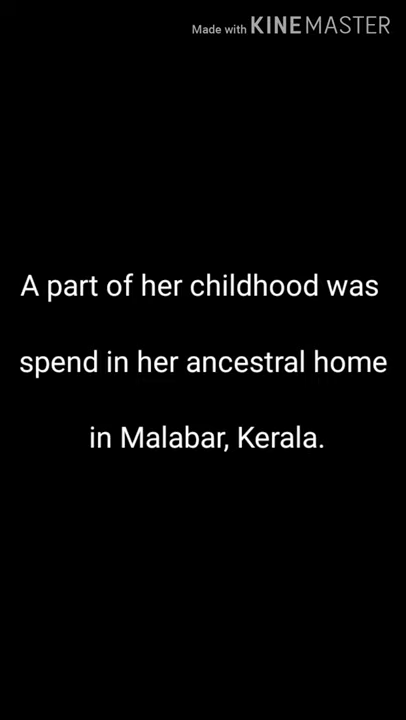 Made with KINEMASTER
A part of her childhood was
spend in her ancestral home
in Malabar, Kerala.